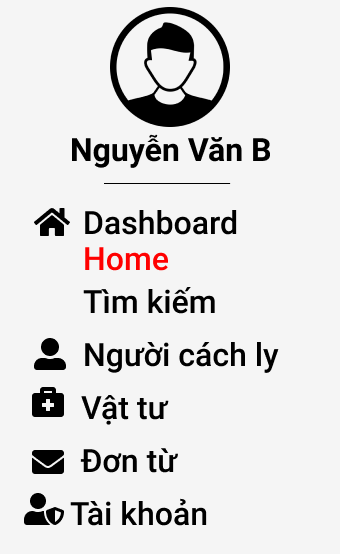 Nguyễn Văn B
Dashboard
Home
Tìm kiếm
Người cách ly
Vật tư
Đơn từ
Tài khoản